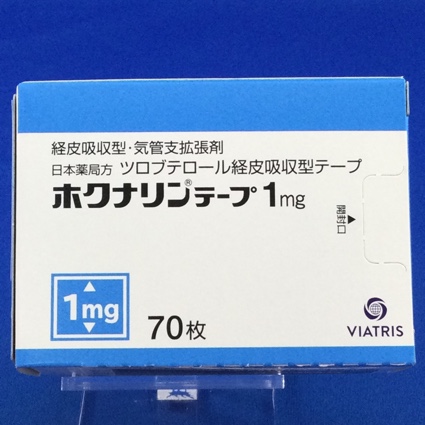 経皮吸収型・気管支拡張剤
日本薬局方 ツロブテロール経皮吸収型テープ
ホクナリン®テープ1mg
開封口
1mg
70枚
VIATRIS